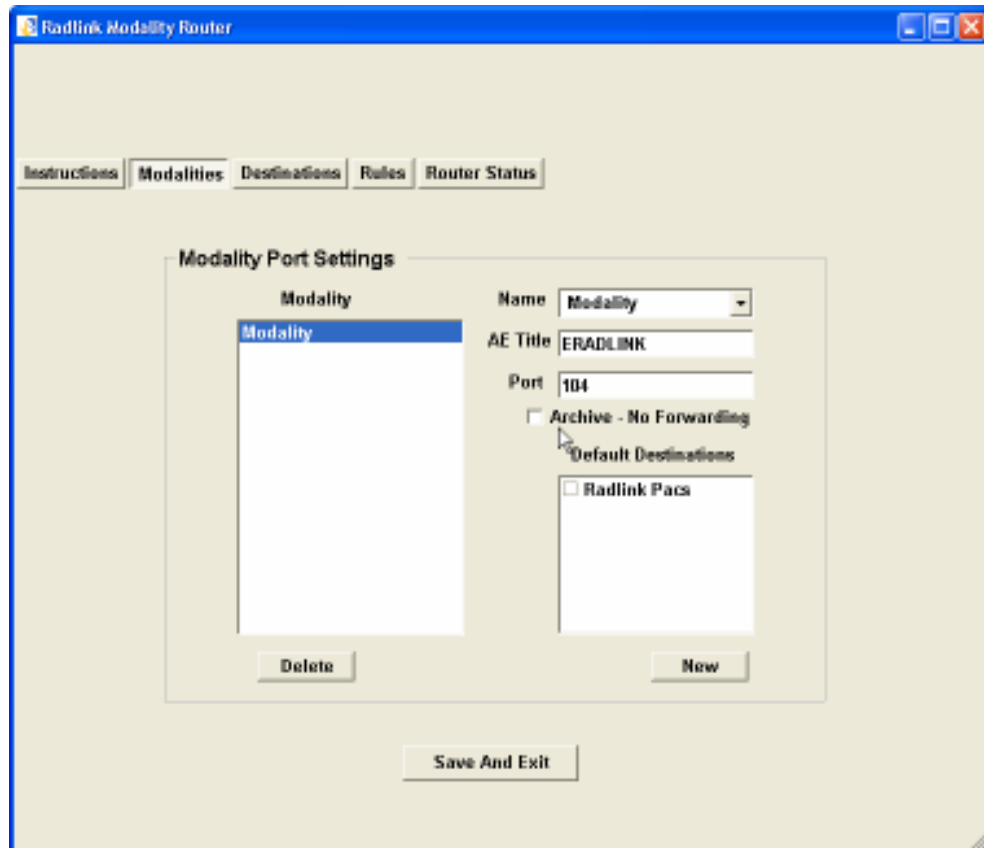 Radlink Modality Router
Instructions Modalities Destinations Rules Router Status
Modality Port Settings
Modality
Modality
Name Modality
AE Title ERADLINK
Port 104
Archive - No Forwarding
Default Destinations
Radlink Pacs
Delete
New
Save And Exit